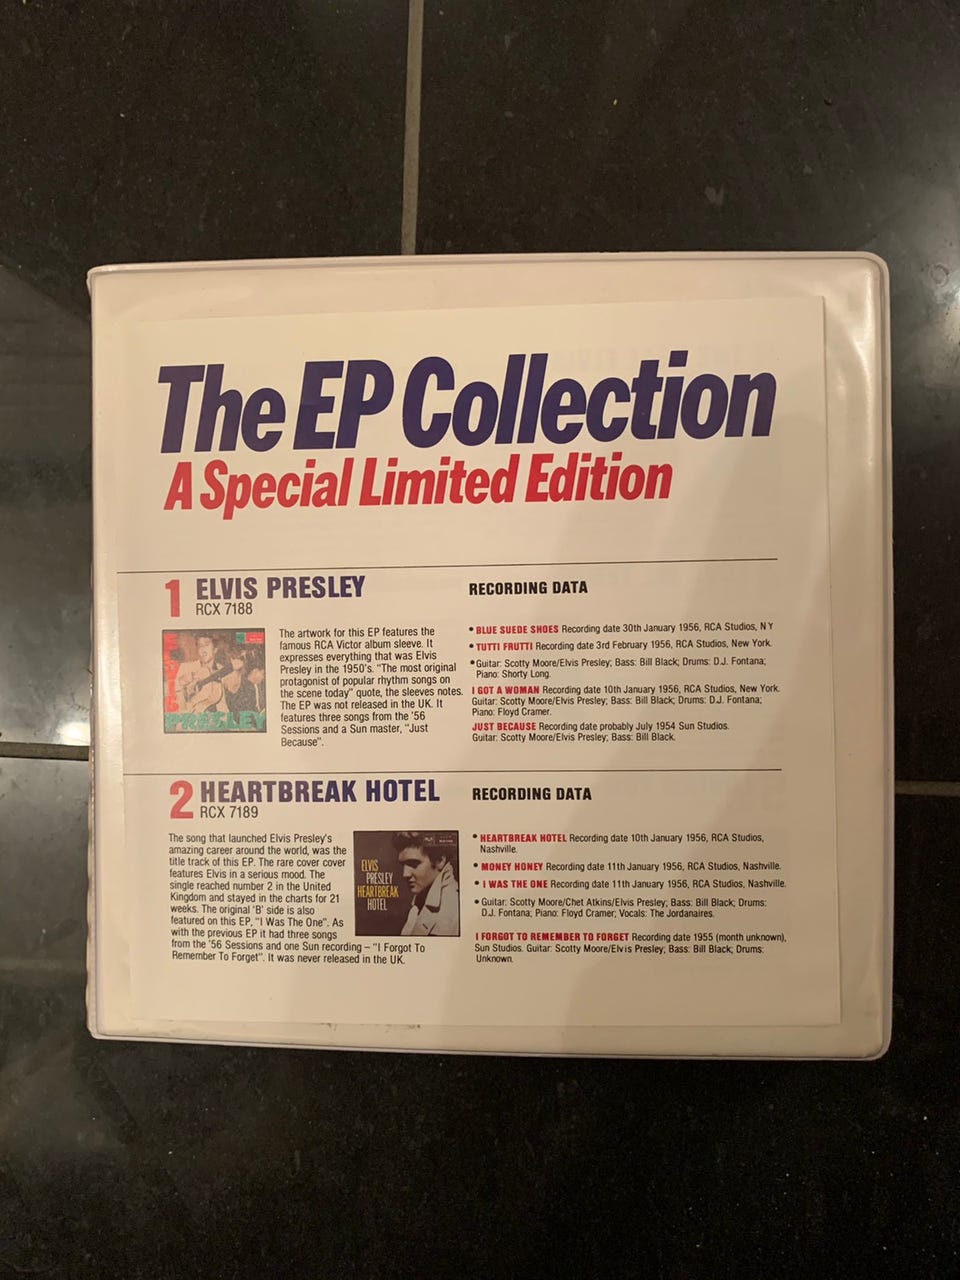 The EP Collection
A Special Limited Edition
1 ELVIS PRESLEY
RCX 7188
ELVIS
PRESLEY
The artwork for this EP features the
famous RCA Victor album sleeve. It
expresses everything that was Elvis
Presley in the 1950's. "The most original
protagonist of popular rhythm songs on
the scene today" quote, the sleeves notes.
The EP was not released in the UK. It
features three songs from the '56
Sessions and a Sun master, "Just
Because".
RECORDING DATA
• BLUE SUEDE SHOES Recording date 30th January 1956, RCA Studios, N Y
• TUTTI FRUTTI Recording date 3rd February 1956, RCA Studios, New York.
• Guitar: Scotty Moore/Elvis Presley; Bass: Bill Black; Drums: D.J. Fontana;
Piano: Shorty Long.
I GOT A WOMAN Recording date 10th January 1956, RCA Studios, New York.
Guitar: Scotty Moore/Elvis Presley; Bass: Bill Black; Drums: D.J. Fontana;
Piano: Floyd Cramer.
JUST BECAUSE Recording date probably July 1954 Sun Studios.
Guitar: Scotty Moore/Elvis Presley; Bass: Bill Black.
2 HEARTBREAK HOTEL
RCX 7189
The song that launched Elvis Presley's
amazing career around the world, was the
title track of this EP. The rare cover cover
features Elvis in a serious mood. The
single reached number 2 in the United
Kingdom and stayed in the charts for 21
weeks. The original 'B' side is also
featured on this EP, "I Was The One". As
with the previous EP it had three songs
from the '56 Sessions and one Sun recording – "I Forgot To
Remember To Forget". It was never released in the UK.
ELVIS
PRESLEY
HEARTBREAK
HOTEL
RECORDING DATA
• HEARTBREAK HOTEL Recording date 10th January 1956, RCA Studios,
Nashville.
• MONEY HONEY Recording date 11th January 1956, RCA Studios, Nashville.
• I WAS THE ONE Recording date 11th January 1956, RCA Studios, Nashville.
• Guitar: Scotty Moore/Chet Atkins/Elvis Presley; Bass: Bill Black; Drums:
D.J. Fontana; Piano: Floyd Cramer; Vocals: The Jordanaires.
I FORGOT TO REMEMBER TO FORGET Recording date 1955 (month unknown),
Sun Studios. Guitar: Scotty Moore/Elvis Presley; Bass: Bill Black; Drums:
Unknown.